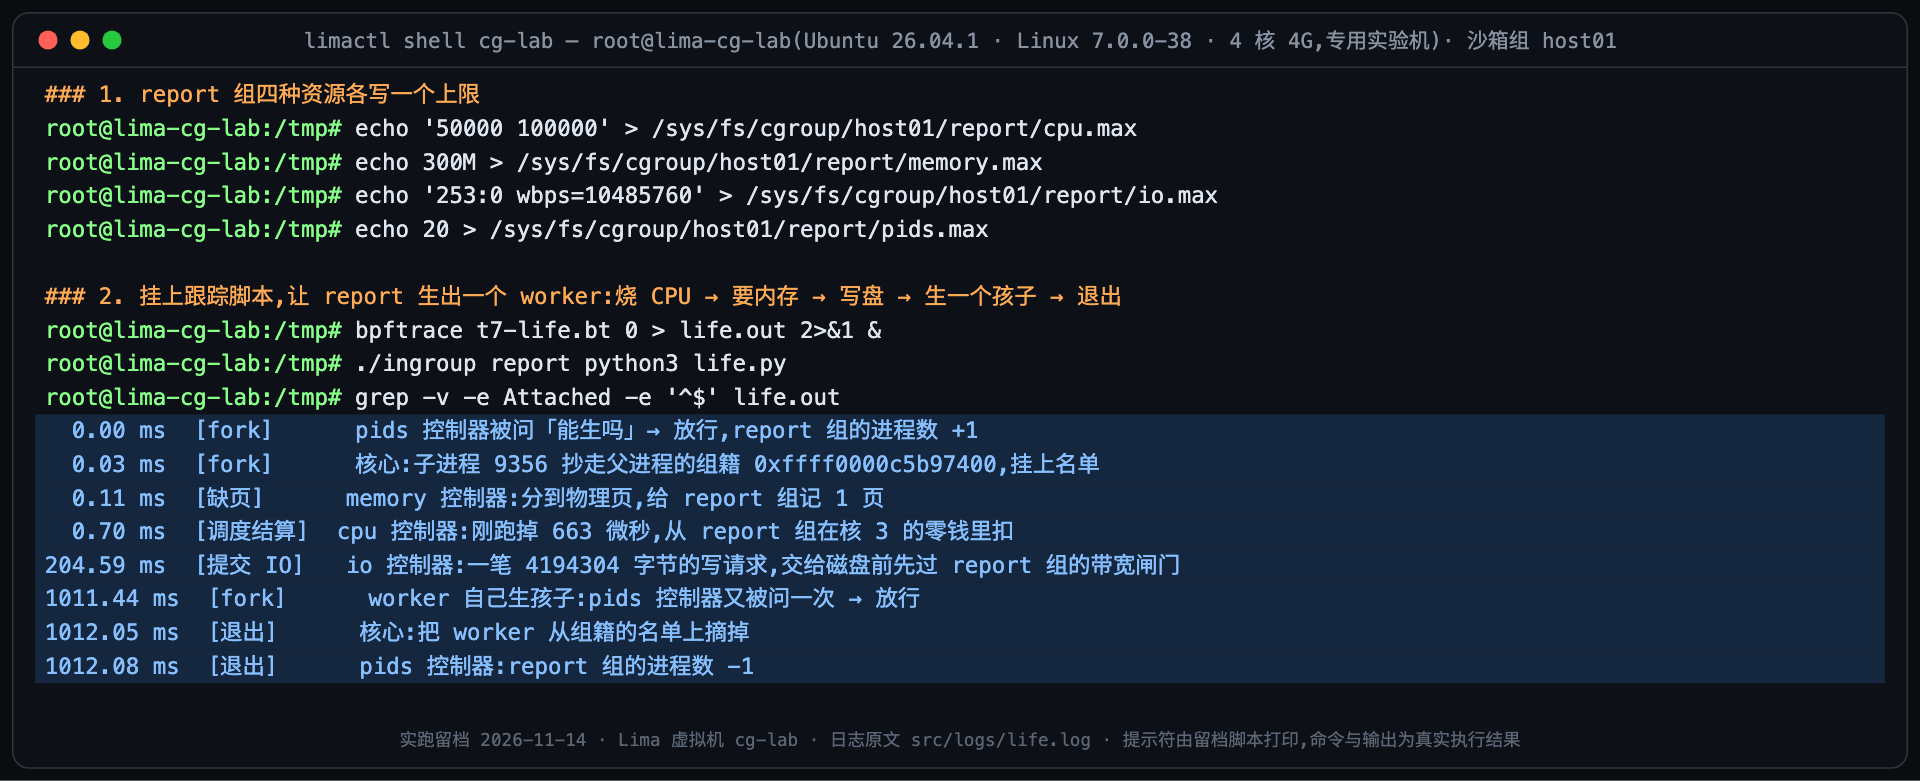 limactl shell cg-lab — root@lima-cg-lab(Ubuntu 26.04.1 · Linux 7.0.0-38 · 4 核 4G,专用实验机)· 沙箱组 host01
### 1. report 组四种资源各写一个上限
root@lima-cg-lab:/tmp# echo '50000 100000' > /sys/fs/cgroup/host01/report/cpu.max
root@lima-cg-lab:/tmp# echo 300M > /sys/fs/cgroup/host01/report/memory.max
root@lima-cg-lab:/tmp# echo '253:0 wbps=10485760' > /sys/fs/cgroup/host01/report/io.max
root@lima-cg-lab:/tmp# echo 20 > /sys/fs/cgroup/host01/report/pids.max
### 2. 挂上跟踪脚本,让 report 生出一个 worker:烧 CPU → 要内存 → 写盘 → 生一个孩子 → 退出
root@lima-cg-lab:/tmp# bpftrace t7-life.bt 0 > life.out 2>&1 &
root@lima-cg-lab:/tmp# ./ingroup report python3 life.py
root@lima-cg-lab:/tmp# grep -v -e Attached -e '^$' life.out
0.00 ms [fork] pids 控制器被问「能生吗」→ 放行,report 组的进程数 +1
0.03 ms [fork] 核心:子进程 9356 抄走父进程的组籍 0xffff0000c5b97400,挂上名单
0.11 ms [缺页] memory 控制器:分到物理页,给 report 组记 1 页
0.70 ms [调度结算] cpu 控制器:刚跑掉 663 微秒,从 report 组在核 3 的零钱里扣
204.59 ms [提交 IO] io 控制器:一笔 4194304 字节的写请求,交给磁盘前先过 report 组的带宽闸门
1011.44 ms [fork] worker 自己生孩子:pids 控制器又被问一次 → 放行
1012.05 ms [退出] 核心:把 worker 从组籍的名单上摘掉
1012.08 ms [退出] pids 控制器:report 组的进程数 -1
实跑留档 2026-11-14 · Lima 虚拟机 cg-lab · 日志原文 src/logs/life.log · 提示符由留档脚本打印,命令与输出为真实执行结果